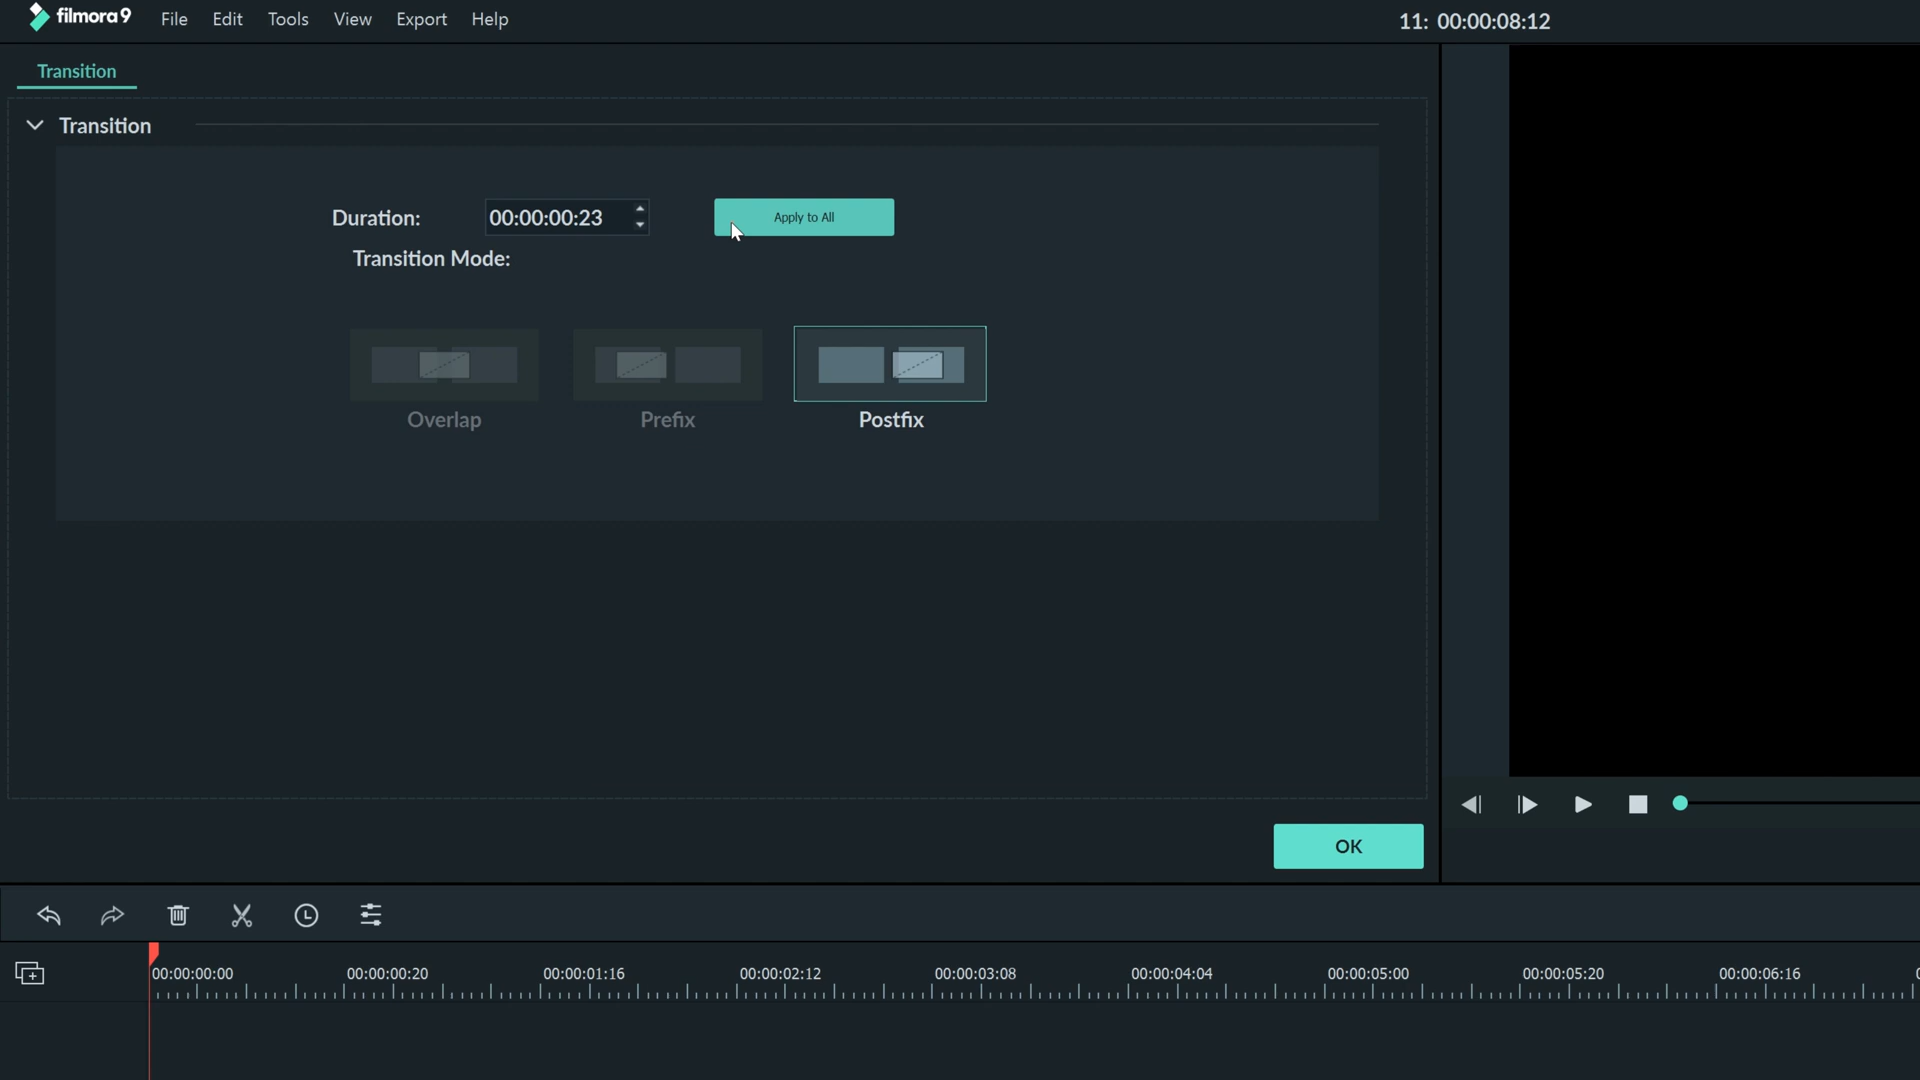 filmora9 File Edit Tools View Export Help 11: 00:00:08:12
Transition
Transition
Duration: 00:00:00:23 Apply to All
Transition Mode:
Overlap Prefix Postfix
OK
00:00:00:00 00:00:00:20 00:00:01:16 00:00:02:12 00:00:03:08 00:00:04:04 00:00:05:00 00:00:05:20 00:00:06:16